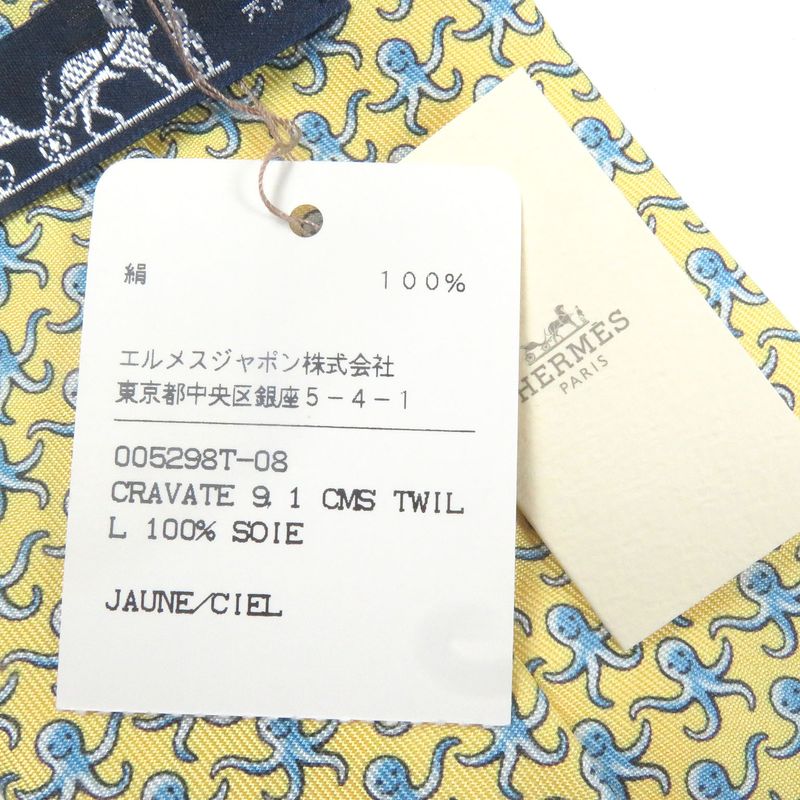 絹 100%
エルメスジャポン株式会社
東京都中央区銀座5-4-1
005298T-08
CRAVATE 9,1 CMS TWIL
L 100% SOIE
JAUNE/CIEL
HERMÈS
PARIS